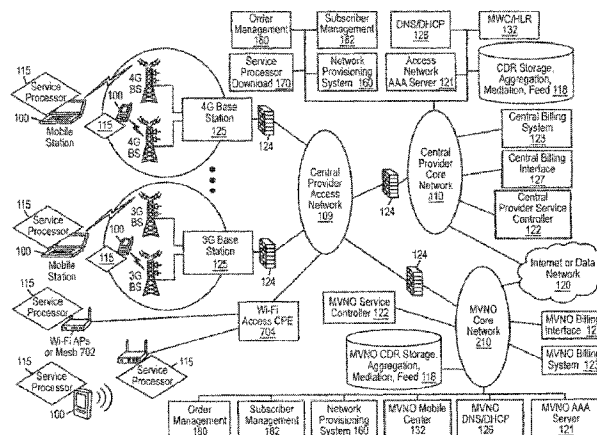 Order
Management
180
Subscriber
Management
182
DNS/DHCP
126
MWC/HLR
132
Service
Processor
Download 170
Network
Provisioning
System 160
Access
Network
AAA Server
121
CDR Storage,
Aggregation,
Mediation, Feed 118
115
Service
Processor
100
Mobile
Station
4G
BS
100
115
4G
BS
4G Base
Station
125
124
Central
Provider
Access
Network
109
124
Central
Provider
Core
Network
110
Central Billing
System 123
Central Billing
Interface
127
Central
Provider Service
Controller
122
115
Service
Processor
100
Mobile
Station
3G
BS
100
115
3G
BS
3G Base
Station
125
124
124
Internet or Data
Network
120
115
Service
Processor
Wi-Fi APs
or Mesh 702
Wi-Fi
Access CPE
704
MVNO Service
Controller 122
MVNO
Core
Network
210
MVNO Billing
Interface
MVNO Billing
System 123
MVNO CDR Storage,
Aggregation,
Mediation, Feed 118
115
Service
Processor
100
115
Service
Processor
Order
Management
180
Subscriber
Management
182
Network
Provisioning
System 160
MVNO Mobile
Center
132
MVNO
DNS/DHCP
126
MVNO AAA
Server
121